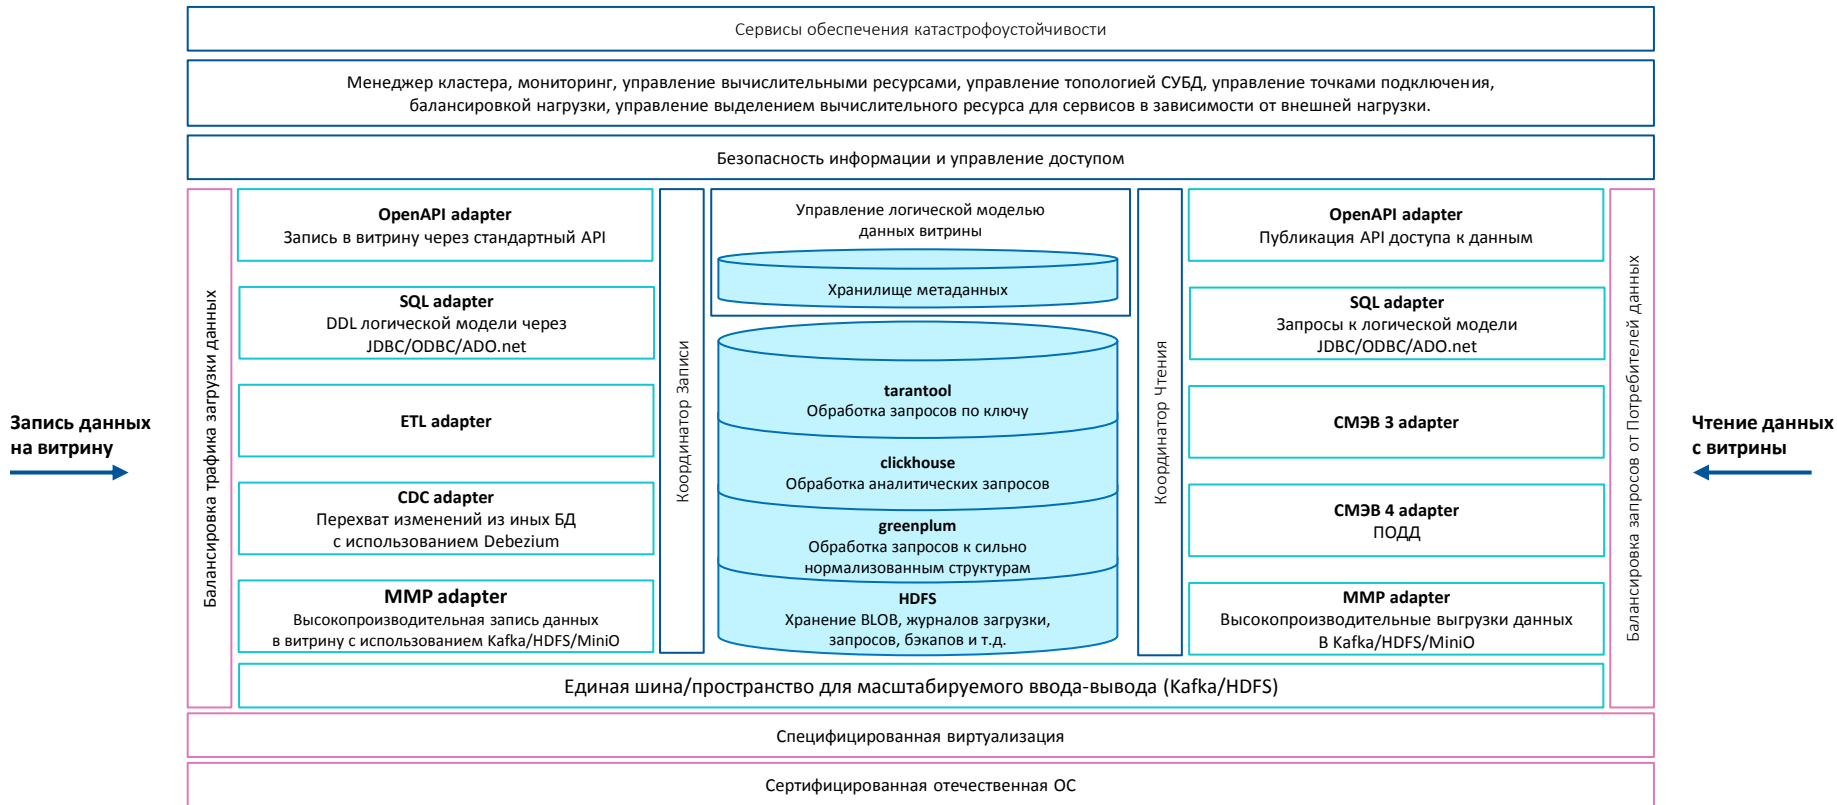 Сервисы обеспечения катастрофоустойчивости
Менеджер кластера, мониторинг, управление вычислительными ресурсами, управление топологией СУБД, управление точками подключения,
балансировкой нагрузки, управление выделением вычислительного ресурса для сервисов в зависимости от внешней нагрузки.
Безопасность информации и управление доступом
Запись данных
на витрину
Балансировка трафика загрузки данных
OpenAPI adapter
Запись в витрину через стандартный API
SQL adapter
DDL логической модели через
JDBC/ODBC/ADO.net
ETL adapter
CDC adapter
Перехват изменений из иных БД
с использованием Debezium
MMP adapter
Высокопроизводительная запись данных
в витрину с использованием Kafka/HDFS/MiniO
Координатор Записи
Управление логической моделью
данных витрины
Хранилище метаданных
tarantool
Обработка запросов по ключу
clickhouse
Обработка аналитических запросов
greenplum
Обработка запросов к сильно
нормализованным структурам
HDFS
Хранение BLOB, журналов загрузки,
запросов, бэкапов и т.д.
Координатор Чтения
OpenAPI adapter
Публикация API доступа к данным
SQL adapter
Запросы к логической модели
JDBC/ODBC/ADO.net
СМЭВ 3 adapter
СМЭВ 4 adapter
ПОДД
MMP adapter
Высокопроизводительные выгрузки данных
В Kafka/HDFS/MiniO
Балансировка запросов от Потребителей данных
Чтение данных
с витрины
Единая шина/пространство для масштабируемого ввода-вывода (Kafka/HDFS)
Специфицированная виртуализация
Сертифицированная отечественная ОС